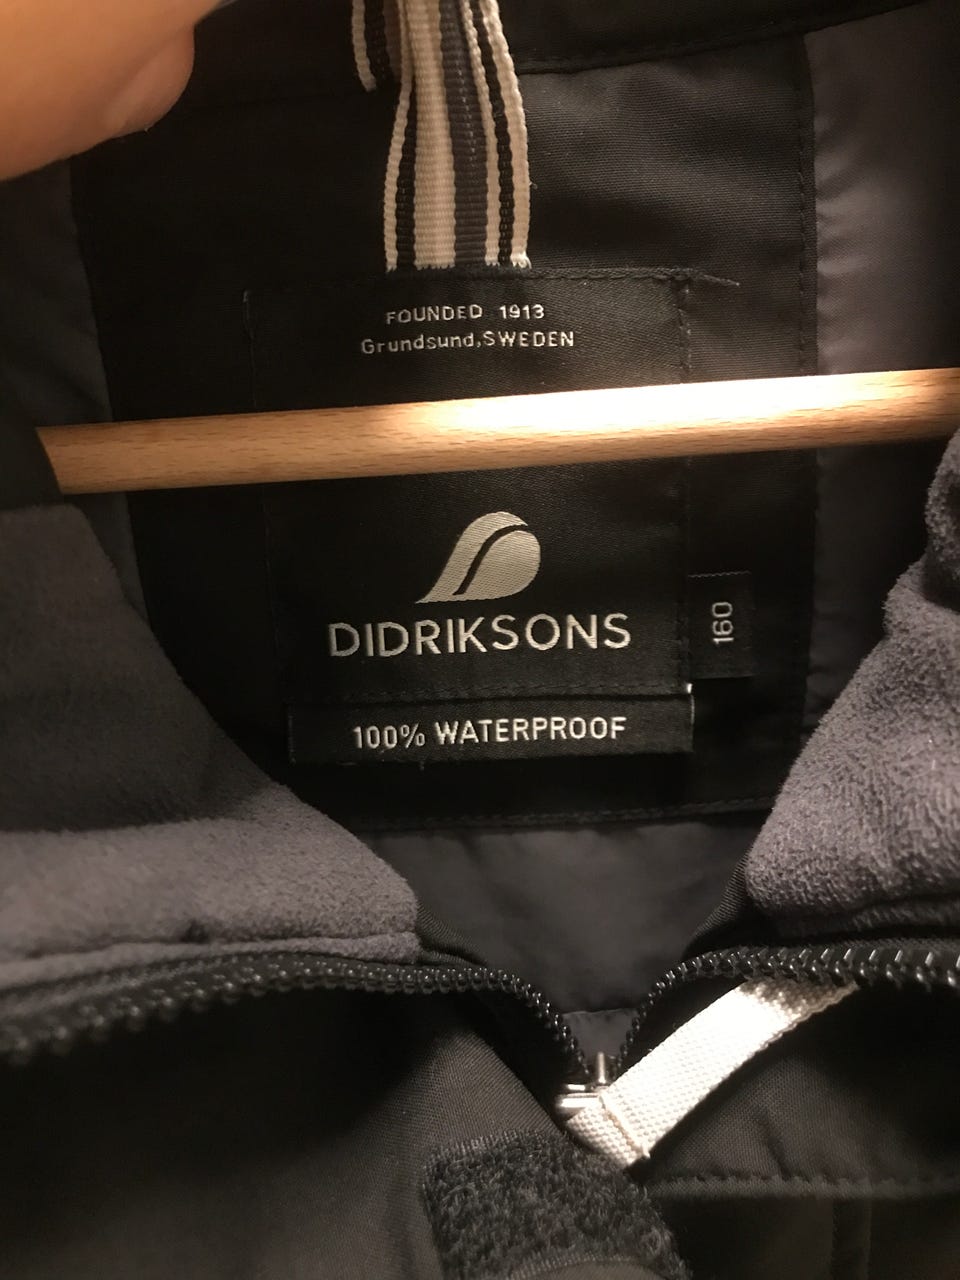 FOUNDED 1913
Grundsund,SWEDEN
DIDRIKSONS
160
100% WATERPROOF